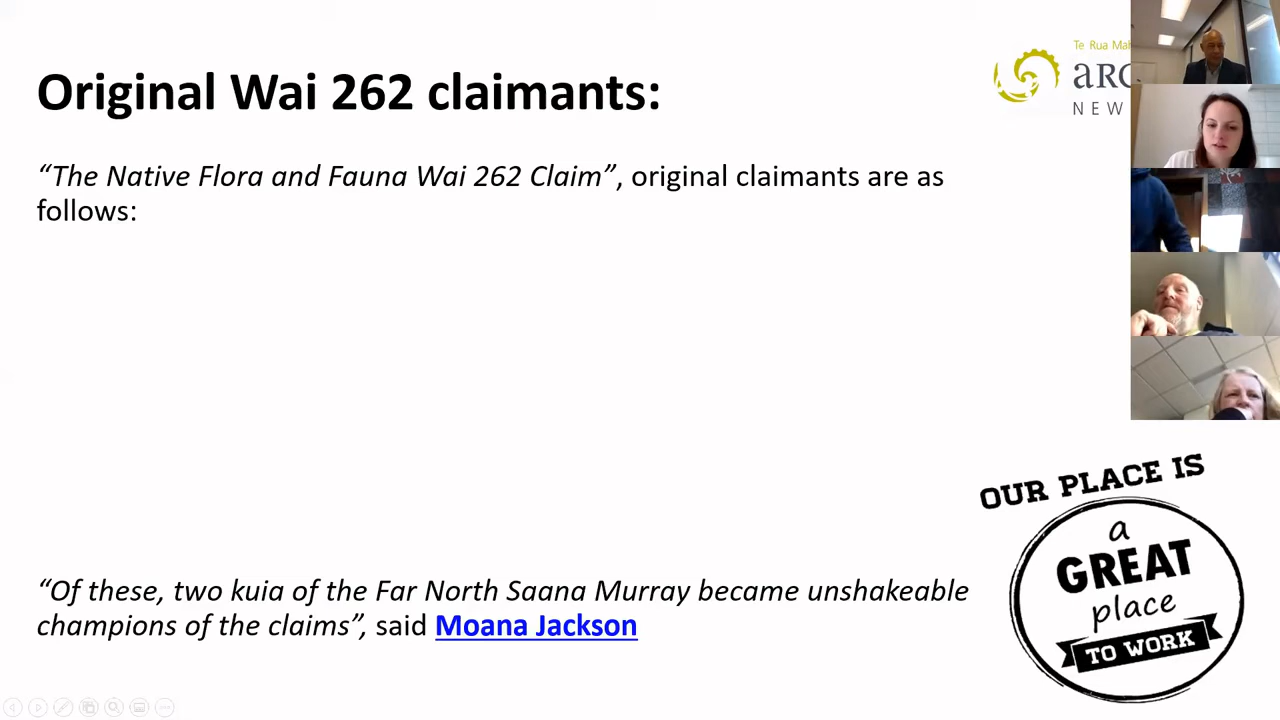 Original Wai 262 claimants:
Te Rua Mah
ARC
NEW
“The Native Flora and Fauna Wai 262 Claim”, original claimants are as
follows:
OUR PLACE IS
a
GREAT
place
TO WORK
“Of these, two kuia of the Far North Saana Murray became unshakeable
champions of the claims”, said Moana Jackson